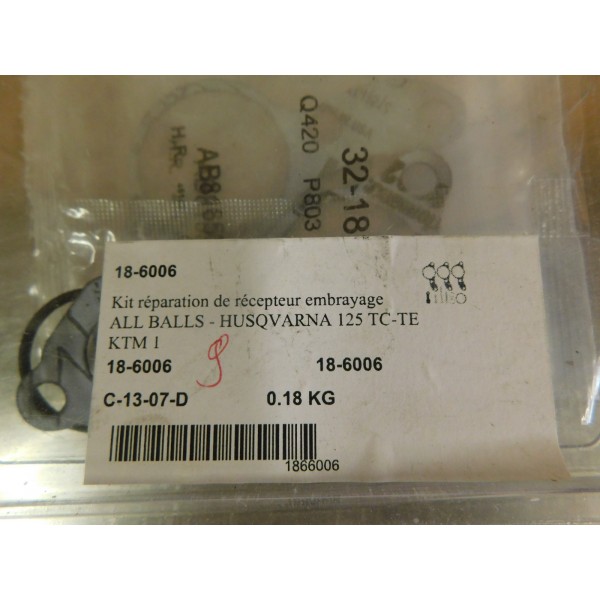 Q420 P803
32-18
18-6006
Kit réparation de récepteur embrayage
ALL BALLS - HUSQVARNA 125 TC-TE
KTM 1
18-6006 18-6006
C-13-07-D 0.18 KG
1866006